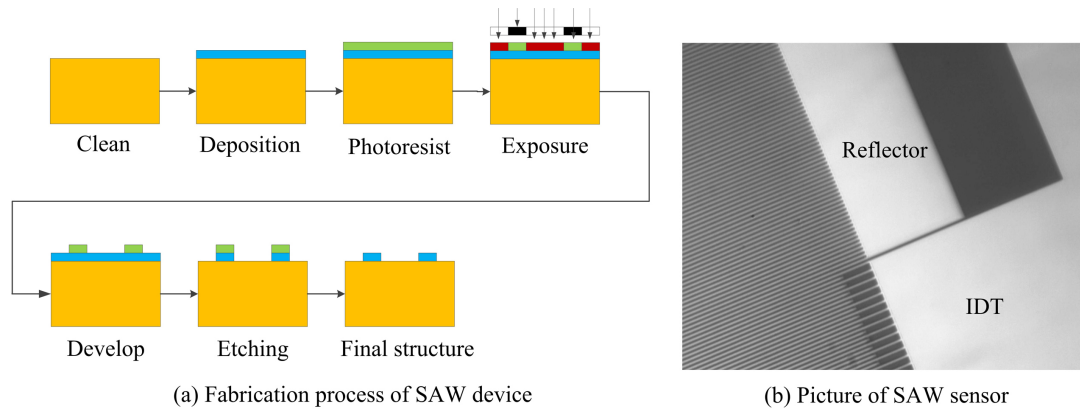 Clean
Deposition
Photoresist
Exposure
Develop
Etching
Final structure
(a) Fabrication process of SAW device
Reflector
IDT
(b) Picture of SAW sensor